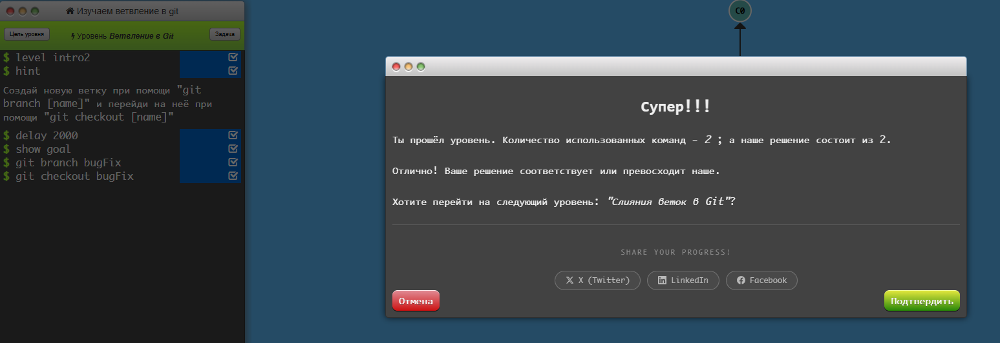 Изучаем ветвление в git
Цель уровня
Уровень Ветвление в Git
Задача
$ level intro2
$ hint
Создай новую ветку при помощи "git
branch [name]" и перейди на неё при
помощи "git checkout [name]"
$ delay 2000
$ show goal
$ git branch bugFix
$ git checkout bugFix
C0
Супер!!!
Ты прошёл уровень. Количество использованных команд - 2 ; а наше решение состоит из 2.
Отлично! Ваше решение соответствует или превосходит наше.
Хотите перейти на следующий уровень: "Слияния веток в Git"?
SHARE YOUR PROGRESS!
X (Twitter)
LinkedIn
Facebook
Отмена
Подтвердить